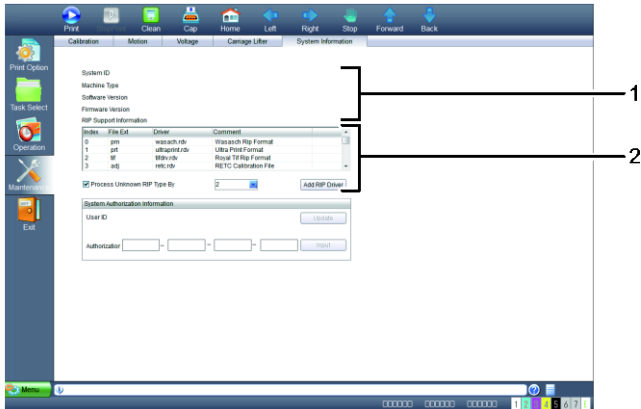 Print Clean Cap Home Left Right Stop Forward Back
Calibration Motion Voltage Carriage Lifter System Information
Print Option
Task Select
Operation
Maintenance
Exit
System ID
Machine Type
Software Version
Firmware Version
RIP Support Information
Index File Ext Driver Comment
0 prn wasach.rdv Wasasch Rip Format
1 prt ultraprint.rdv Ultra Print Format
2 tif tifdrv.rdv Royal Tif Rip Format
3 adj retc.rdv RETC Calibration File
Process Unknown RIP Type By 2 Add RIP Driver
System Authorization Information
User ID Update
Authorization - - - Input
Menu
1 2 4 5 6 7
1
2